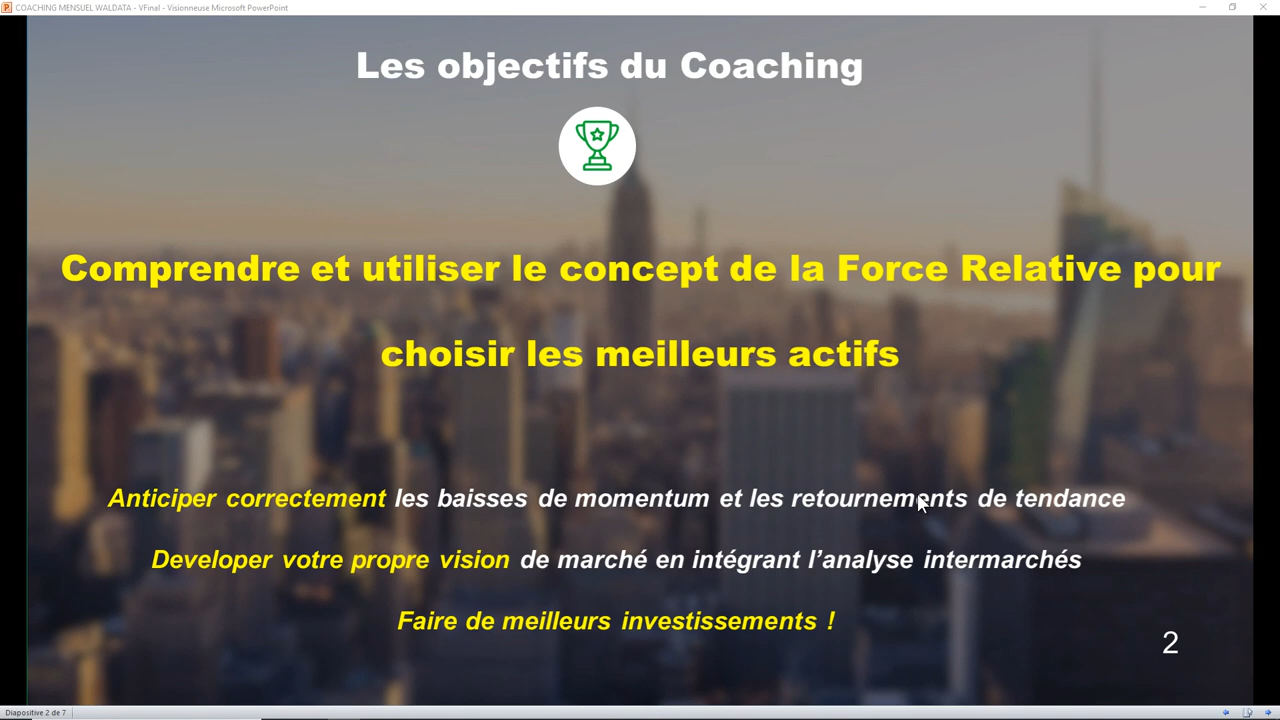 COACHING MENSUEL WALDATA - VFinal - Visionneuse Microsoft PowerPoint
Les objectifs du Coaching
Comprendre et utiliser le concept de la Force Relative pour
choisir les meilleurs actifs
Anticiper correctement les baisses de momentum et les retournements de tendance
Developer votre propre vision de marché en intégrant l’analyse intermarchés
Faire de meilleurs investissements !
2
Diapositive 2 de 7